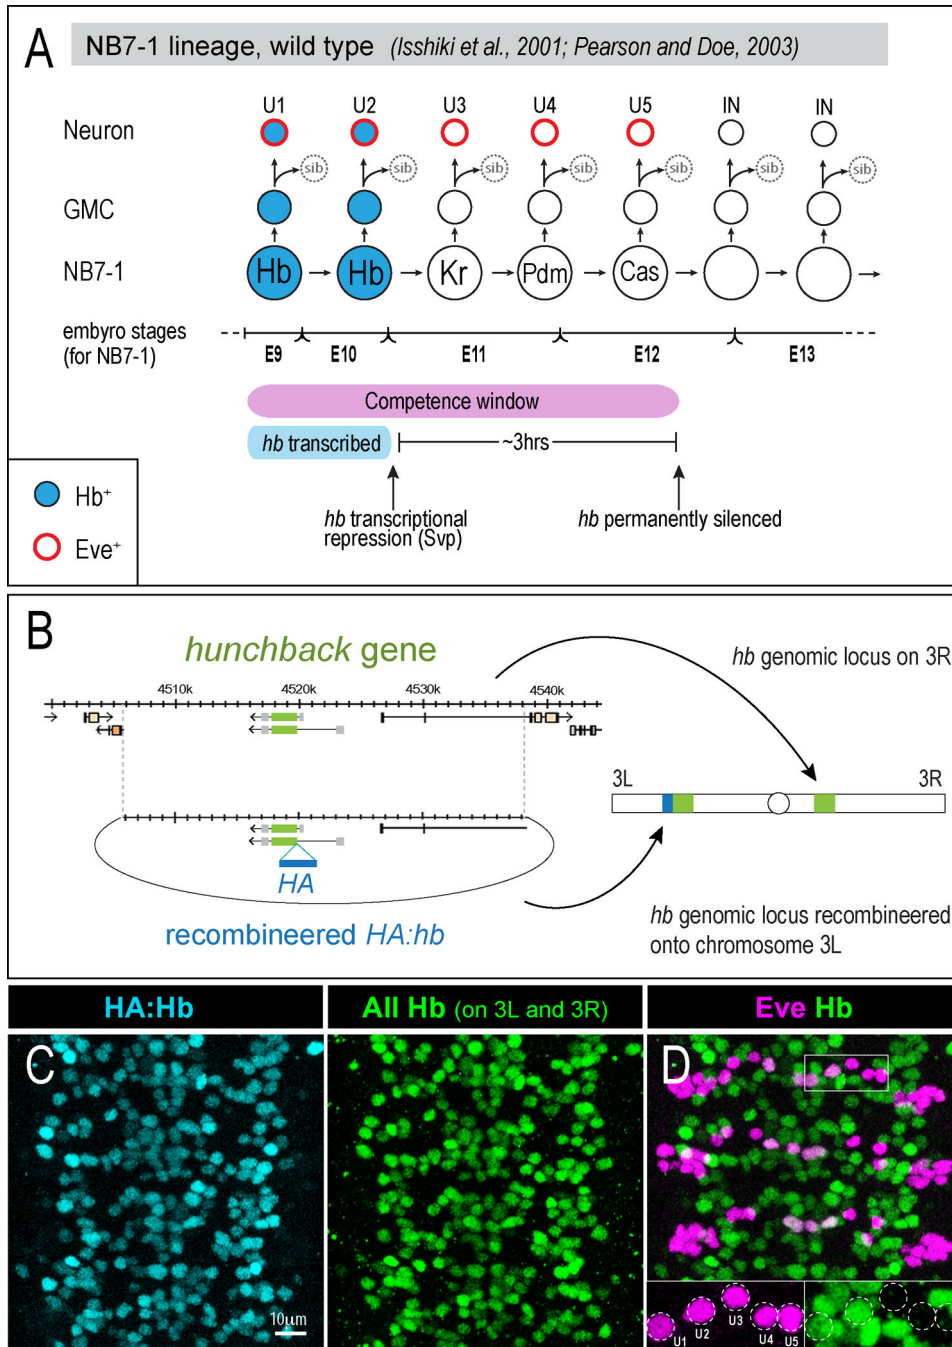 A
NB7-1 lineage, wild type (Isshiki et al., 2001; Pearson and Doe, 2003)
U1 U2 U3 U4 U5 IN IN
Neuron
sib sib sib sib sib sib sib
GMC
NB7-1 Hb Hb Kr Pdm Cas
embyro stages
(for NB7-1)
E9 E10 E11 E12 E13
Competence window
hb transcribed ~3hrs
hb transcriptional
repression (Svp)
hb permanently silenced
Hb+
Eve+
B
hunchback gene
4510k 4520k 4530k 4540k
hb genomic locus on 3R
3L 3R
HA
recombineered HA:hb
hb genomic locus recombineered
onto chromosome 3L
HA:Hb All Hb (on 3L and 3R) Eve Hb
C
D
10µm
U1 U2 U3 U4 U5